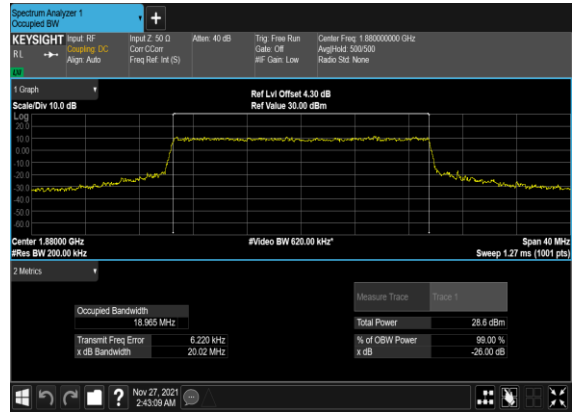 Spectrum Analyzer 1
Occupied BW
+
KEYSIGHT Input: RF Input Z: 50 Ω Atten: 40 dB Trig: Free Run Center Freq: 1.880000000 GHz
RL Coupling: DC Corr CCorr Gate: Off Avg|Hold: 500/500
Align: Auto Freq Ref: Int (S) #IF Gain: Low Radio Std: None
LW
1 Graph
Ref Lvl Offset 4.30 dB
Scale/Div 10.0 dB Ref Value 30.00 dBm
Log
20.0
10.0
0.00
-10.0
-20.0
-30.0
-40.0
-50.0
-60.0
Center 1.88000 GHz #Video BW 620.00 kHz* Span 40 MHz
#Res BW 200.00 kHz Sweep 1.27 ms (1001 pts)
2 Metrics
Measure Trace Trace 1
Occupied Bandwidth
18.965 MHz
Total Power 28.6 dBm
Transmit Freq Error 6.220 kHz % of OBW Power 99.00 %
x dB Bandwidth 20.02 MHz x dB -26.00 dB
? Nov 27, 2021
2:43:09 AM